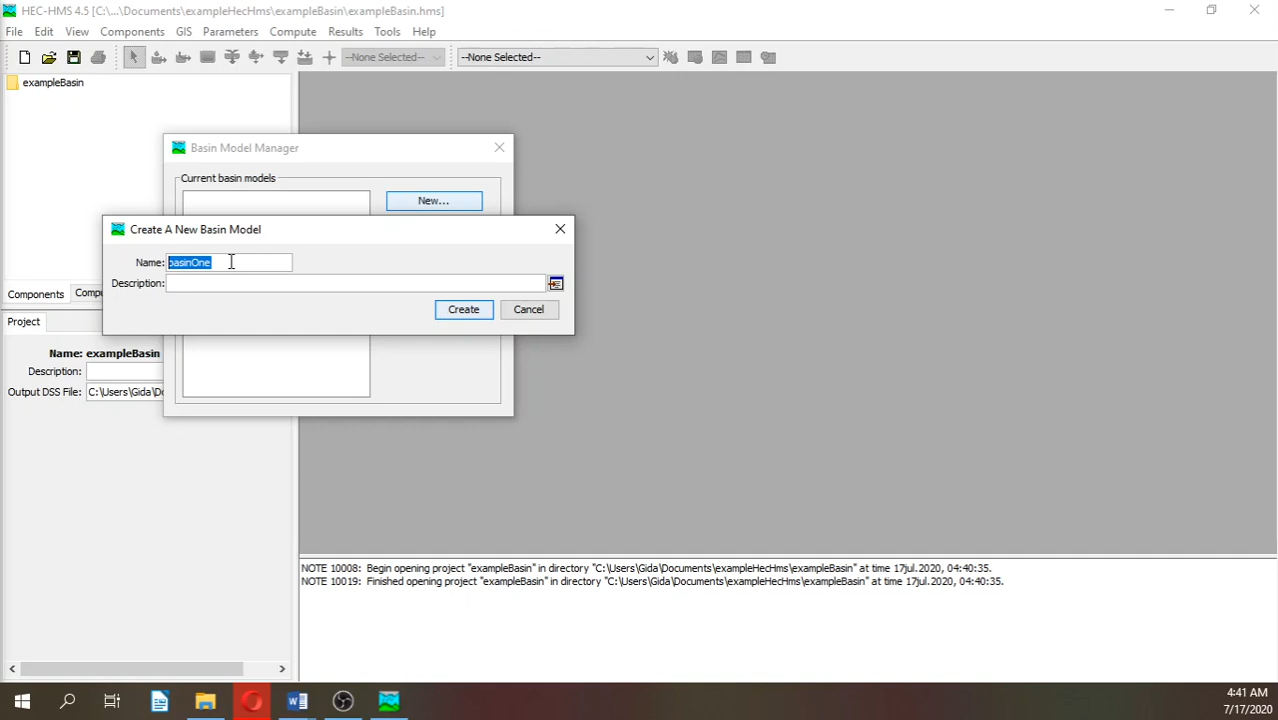 HEC-HMS 4.5 [C:\...\Documents\exampleHecHms\exampleBasin\exampleBasin.hms]
File Edit View Components GIS Parameters Compute Results Tools Help
--None Selected-- --None Selected--
exampleBasin
Basin Model Manager
Current basin models
New...
Create A New Basin Model
Name: basinOne
Description:
Create Cancel
Components Compu
Project
Name: exampleBasin
Description:
Output DSS File: C:\Users\Gida\Do
NOTE 10008: Begin opening project "exampleBasin" in directory "C:\Users\Gida\Documents\exampleHecHms\exampleBasin" at time 17jul.2020, 04:40:35.
NOTE 10019: Finished opening project "exampleBasin" in directory "C:\Users\Gida\Documents\exampleHecHms\exampleBasin" at time 17jul.2020, 04:40:35.
4:41 AM
7/17/2020